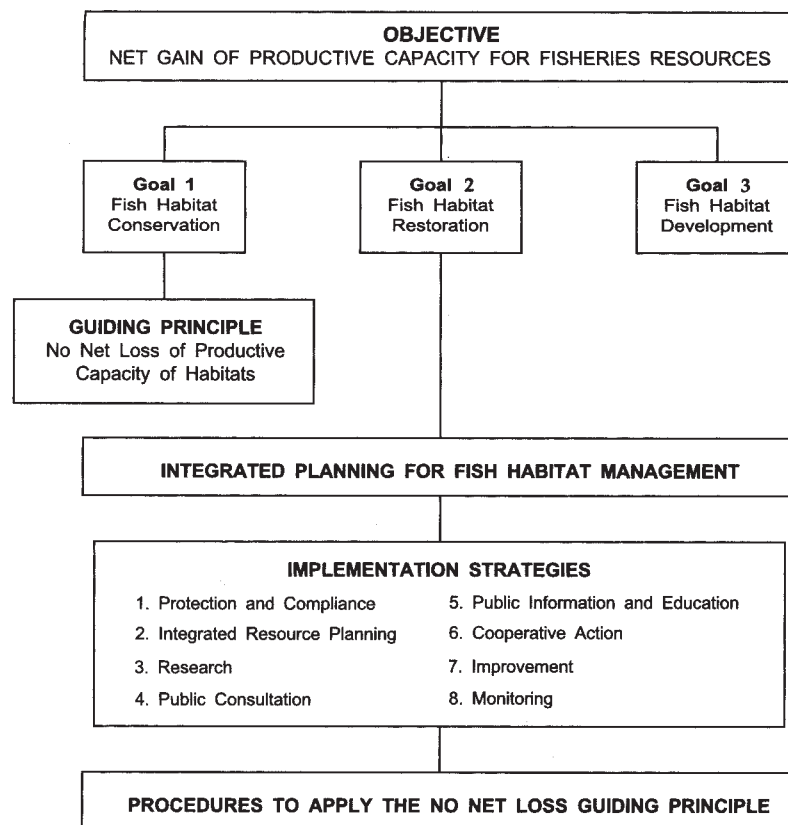 OBJECTIVE
NET GAIN OF PRODUCTIVE CAPACITY FOR FISHERIES RESOURCES
Goal 1
Fish Habitat
Conservation
Goal 2
Fish Habitat
Restoration
Goal 3
Fish Habitat
Development
GUIDING PRINCIPLE
No Net Loss of Productive
Capacity of Habitats
INTEGRATED PLANNING FOR FISH HABITAT MANAGEMENT
IMPLEMENTATION STRATEGIES
1. Protection and Compliance
2. Integrated Resource Planning
3. Research
4. Public Consultation
5. Public Information and Education
6. Cooperative Action
7. Improvement
8. Monitoring
PROCEDURES TO APPLY THE NO NET LOSS GUIDING PRINCIPLE